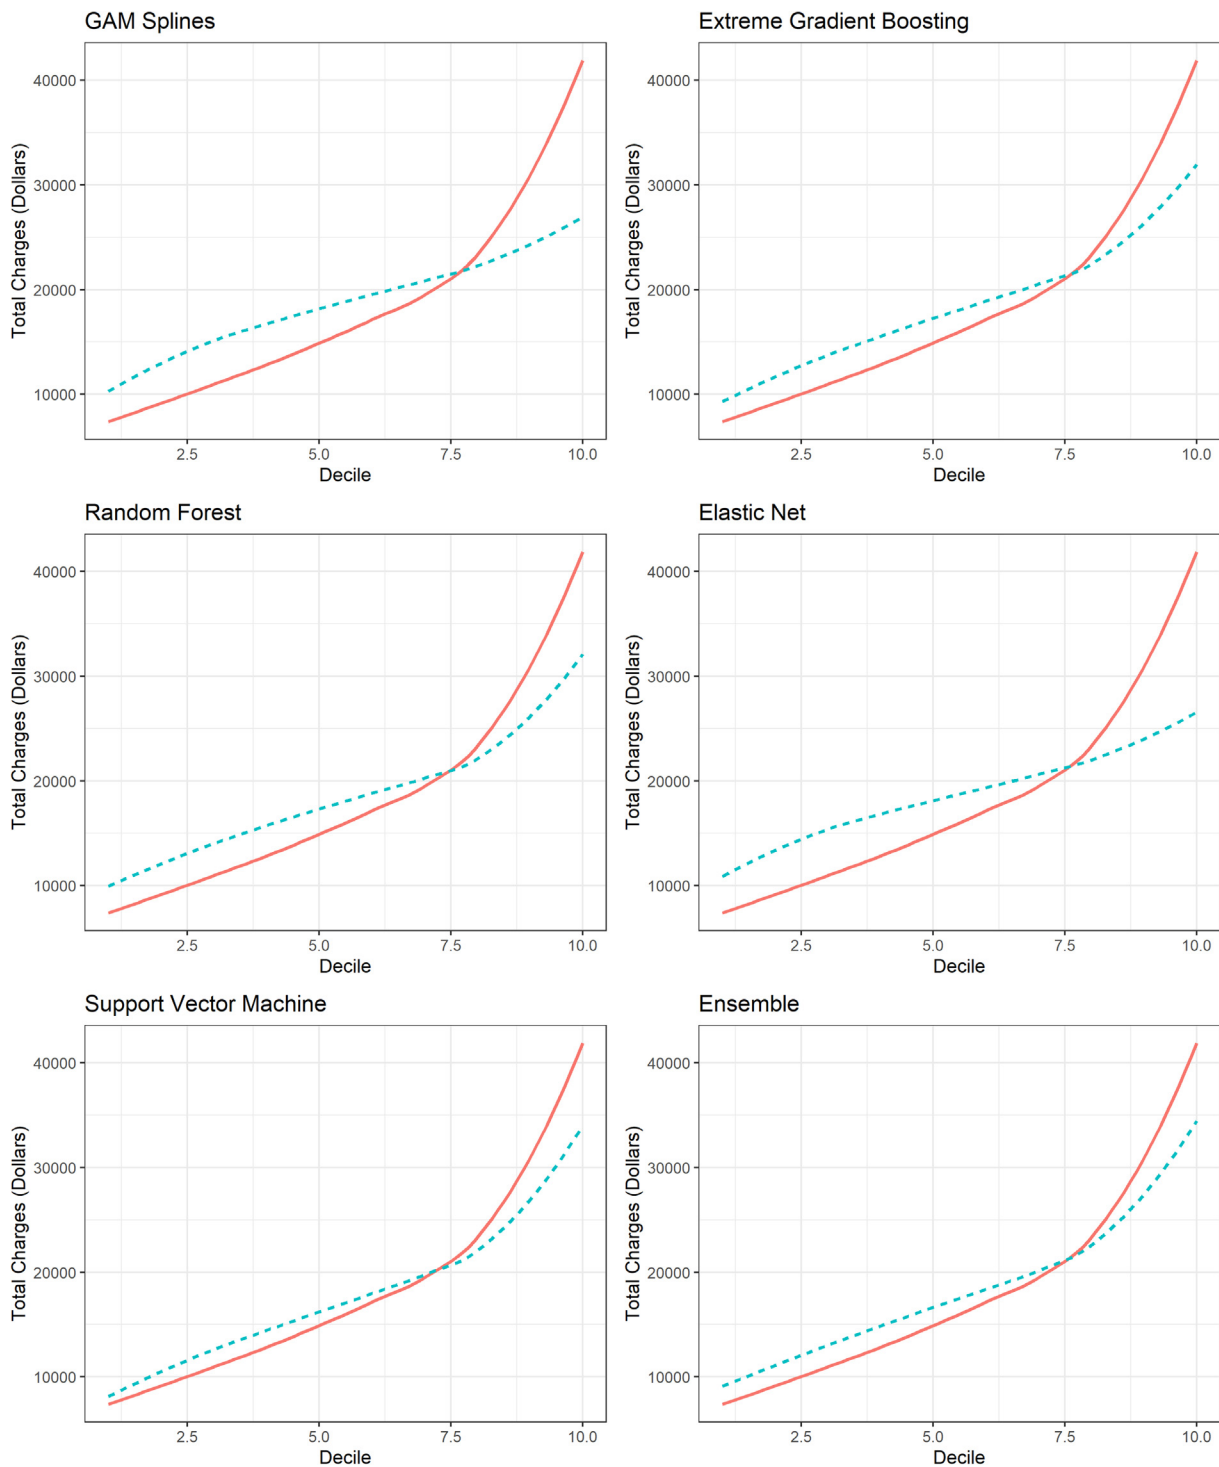 GAM Splines
Total Charges (Dollars)
40000
30000
20000
10000
2.5 5.0 7.5 10.0
Decile
Extreme Gradient Boosting
Total Charges (Dollars)
40000
30000
20000
10000
2.5 5.0 7.5 10.0
Decile
Random Forest
Total Charges (Dollars)
40000
30000
20000
10000
2.5 5.0 7.5 10.0
Decile
Elastic Net
Total Charges (Dollars)
40000
30000
20000
10000
2.5 5.0 7.5 10.0
Decile
Support Vector Machine
Total Charges (Dollars)
40000
30000
20000
10000
2.5 5.0 7.5 10.0
Decile
Ensemble
Total Charges (Dollars)
40000
30000
20000
10000
2.5 5.0 7.5 10.0
Decile